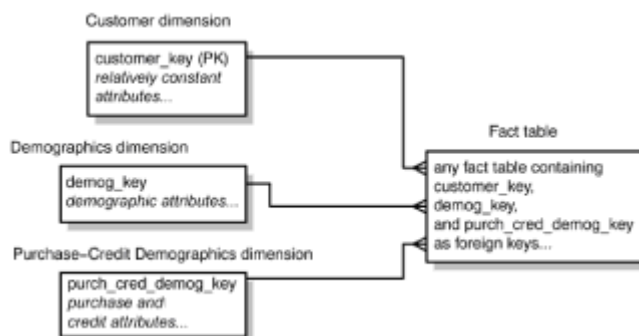 Customer dimension
customer_key (PK)
relatively constant
attributes...
Demographics dimension
demog_key
demographic attributes...
Purchase–Credit Demographics dimension
purch_cred_demog_key
purchase and
credit attributes...
Fact table
any fact table containing
customer_key,
demog_key,
and purch_cred_demog_key
as foreign keys...